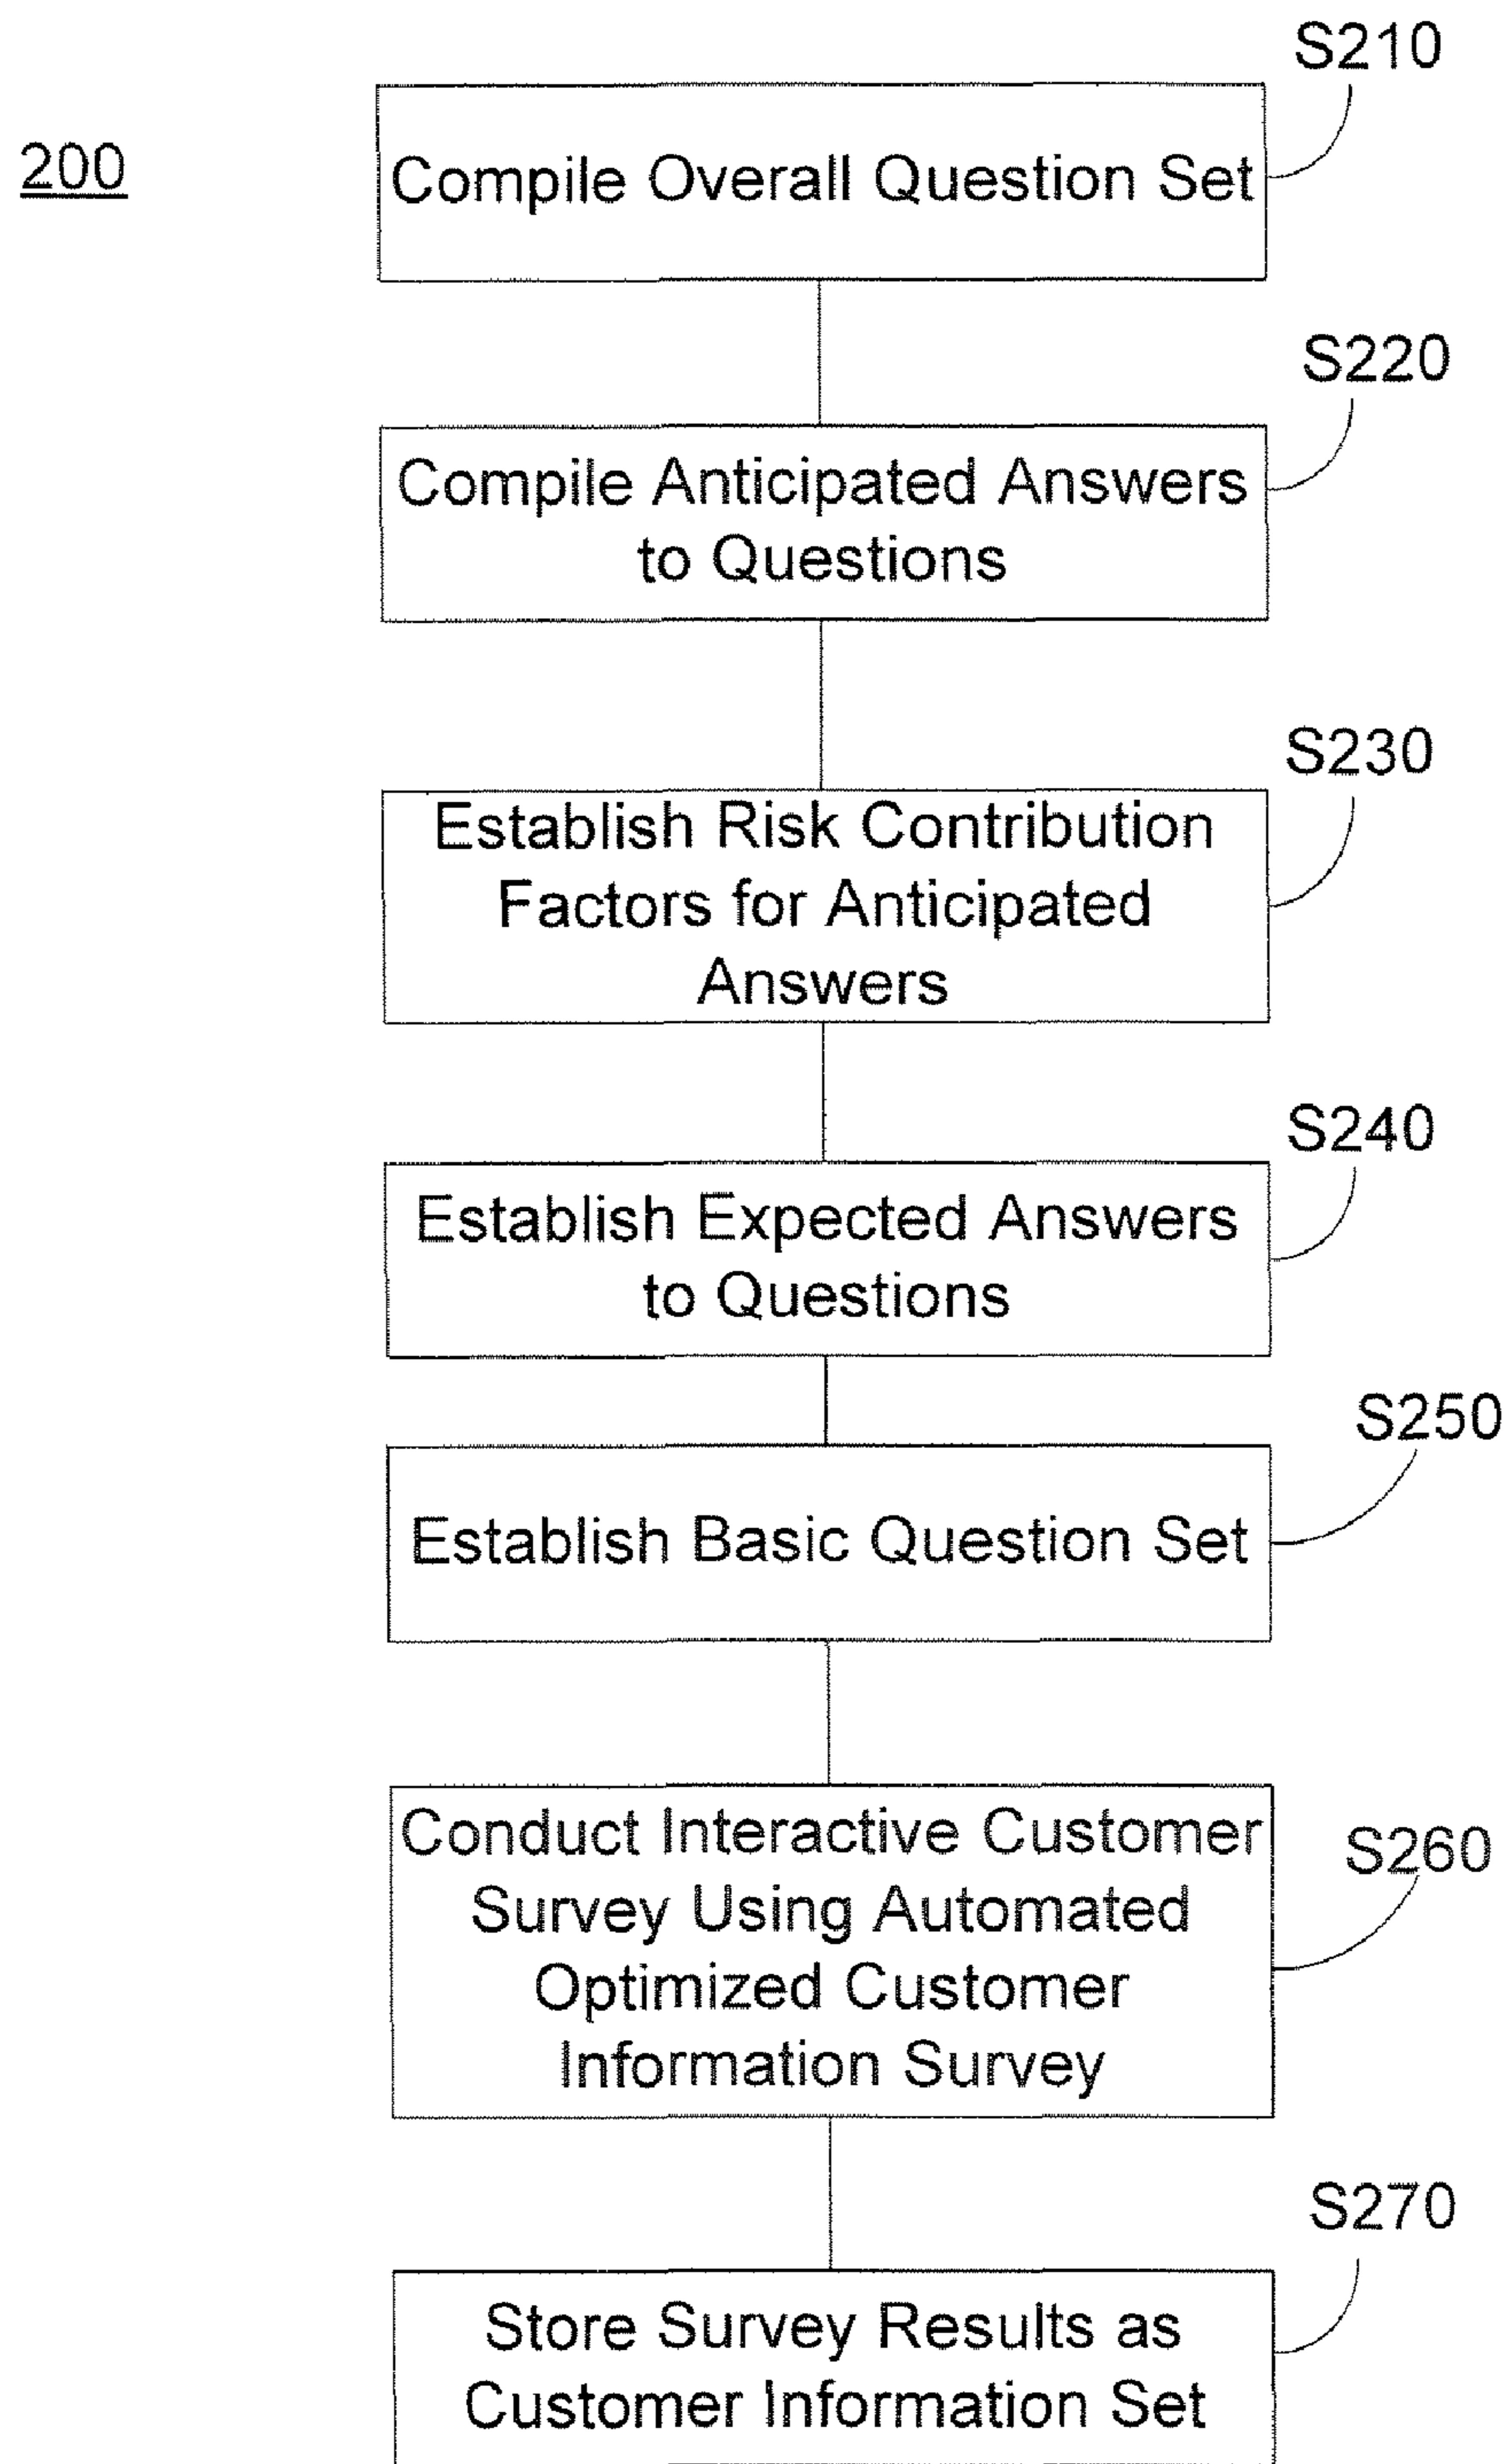 S210
200
Compile Overall Question Set
S220
Compile Anticipated Answers
to Questions
S230
Establish Risk Contribution
Factors for Anticipated
Answers
S240
Establish Expected Answers
to Questions
S250
Establish Basic Question Set
S260
Conduct Interactive Customer
Survey Using Automated
Optimized Customer
Information Survey
S270
Store Survey Results as
Customer Information Set